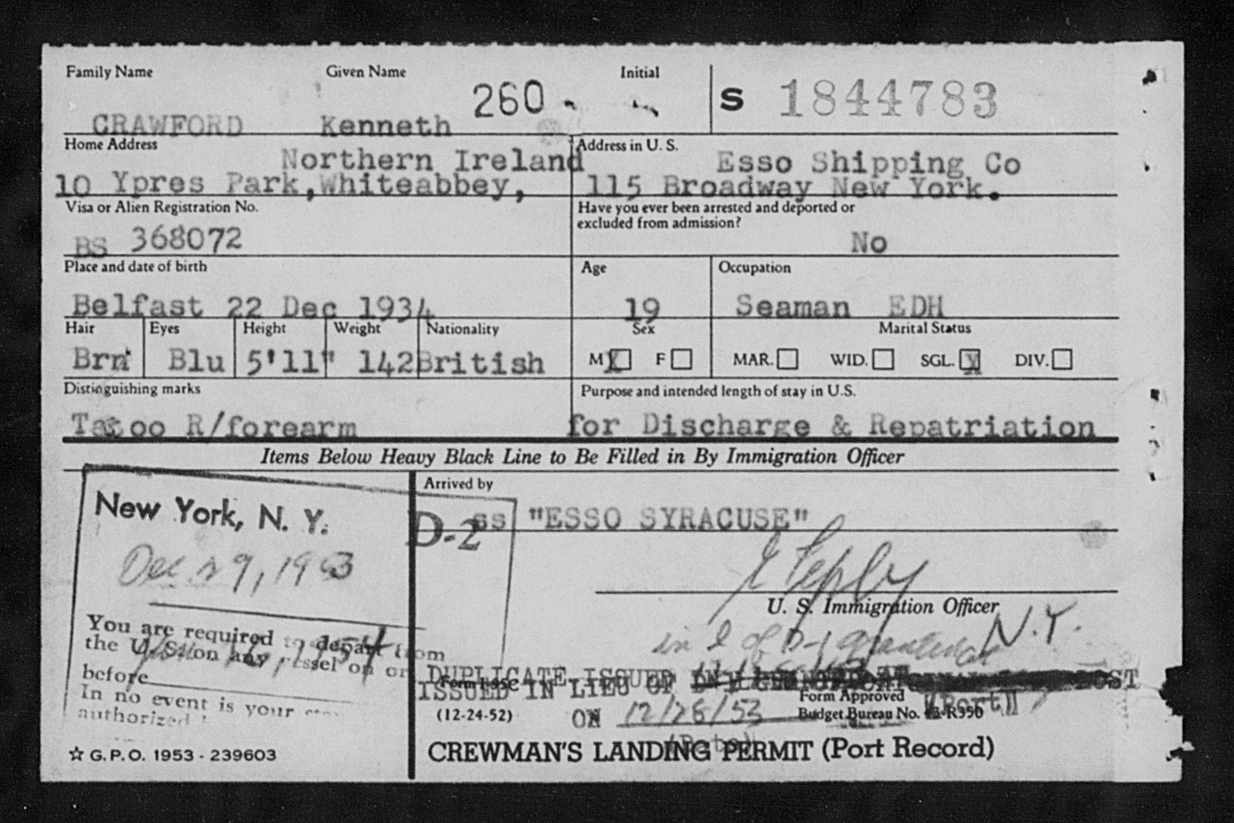 Family Name Given Name Initial
260
S 1844783
CRAWFORD Kenneth
Home Address
Northern Ireland
10 Ypres Park, Whiteabbey,
Address in U. S.
Esso Shipping Co
115 Broadway New York.
Visa or Alien Registration No.
BS 368072
Have you ever been arrested and deported or
excluded from admission?
No
Place and date of birth
Belfast 22 Dec 1934
Age
19
Occupation
Seaman EDH
Hair Eyes Height Weight Nationality
Brn Blu 5'11" 142 British
Sex
M X F
Marital Status
MAR. WID. SGL. X DIV.
Distinguishing marks
Tatoo R/forearm
Purpose and intended length of stay in U.S.
for Discharge & Repatriation
Items Below Heavy Black Line to Be Filled in By Immigration Officer
New York, N. Y.
Dec 29, 1953
You are required to depart from
the U. S. on any vessel on or
before
In no event is your
authorized
Arrived by
D-2
ss "ESSO SYRACUSE"
U. S. Immigration Officer
N.Y.
DUPLICATE ISSUED
ISSUED IN LIEU OF
ON 12/28/53
(Port)
(Date)
(12-24-52)
Form Approved
Budget Bureau No. 43-R390
☆ G.P.O. 1953 - 239603
CREWMAN'S LANDING PERMIT (Port Record)